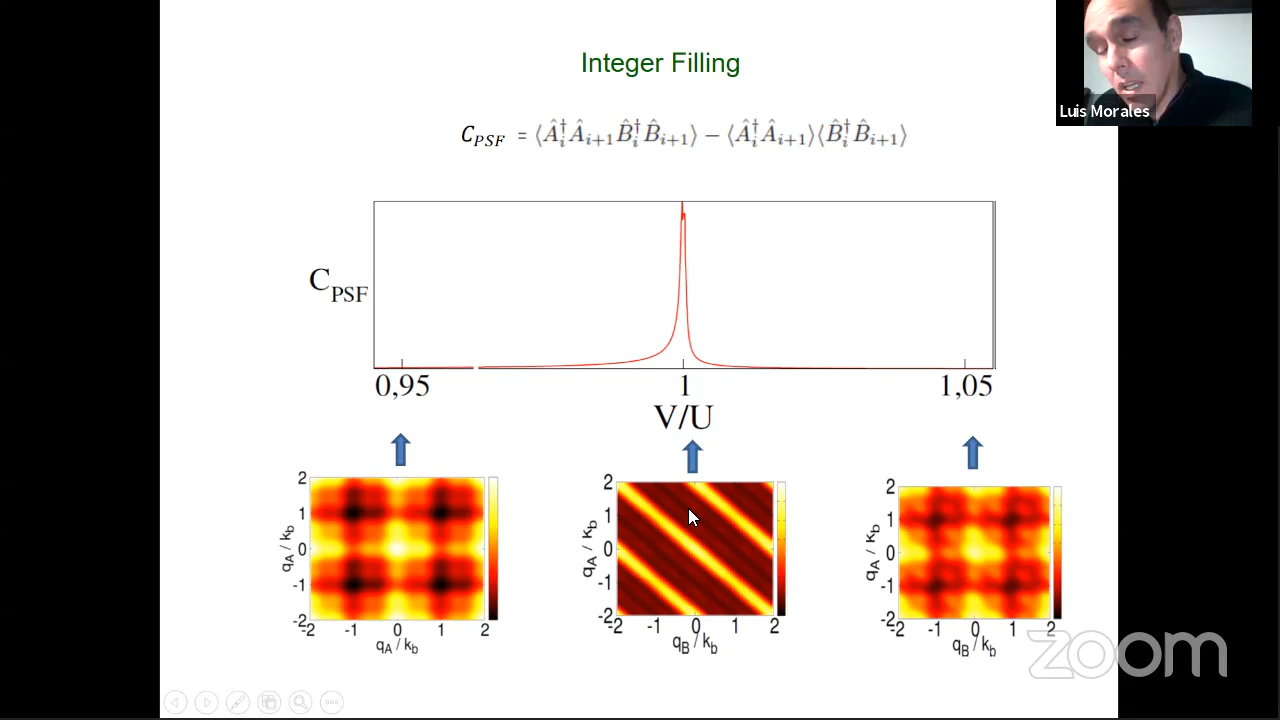 Integer Filling
Luis Morales
C_PSF = ⟨Â_i^† Â_{i+1} B̂_i^† B̂_{i+1}⟩ − ⟨Â_i^† Â_{i+1}⟩⟨B̂_i^† B̂_{i+1}⟩
C_PSF
0,95 1 1,05
V/U
2 1 0 -1 -2
q_A / k_b
-2 -1 0 1 2
q_A / k_b
2 1 0 -1 -2
q_A / k_b
-2 -1 0 1 2
q_B / k_b
2 1 0 -1 -2
q_A / k_b
-2 -1 0 1 2
q_B / k_b
zoom